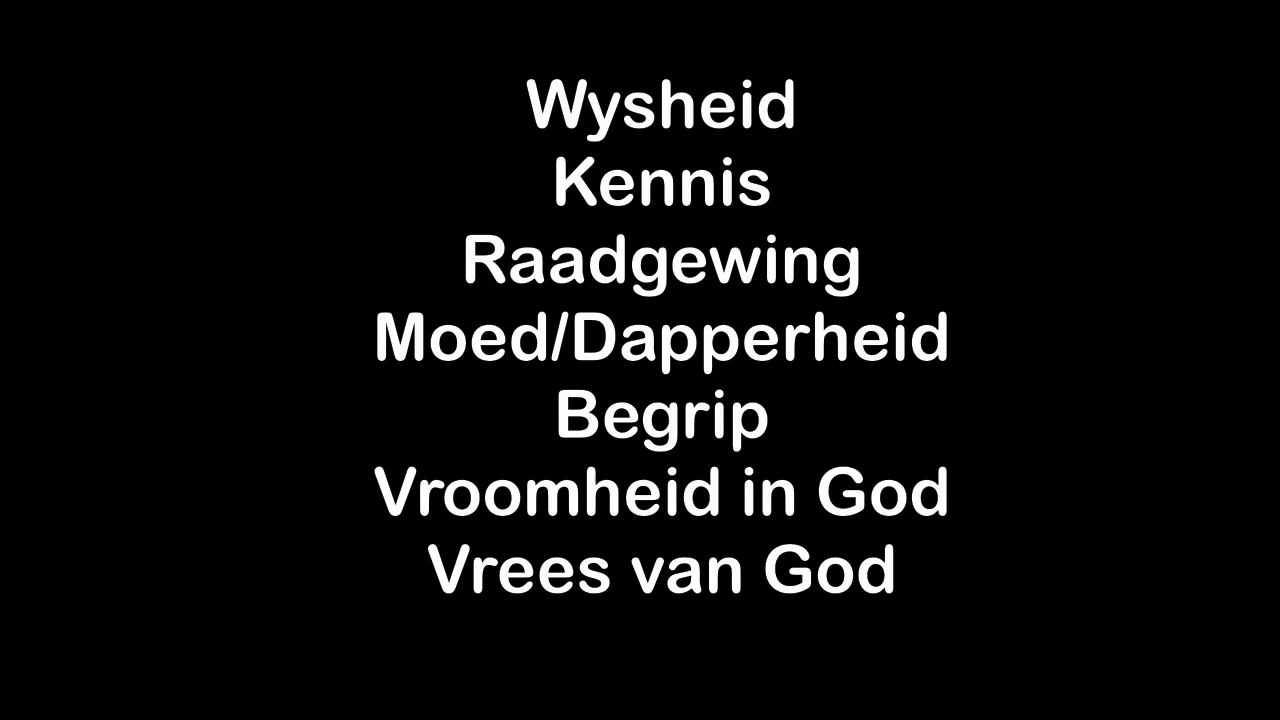 Wysheid
Kennis
Raadgewing
Moed/Dapperheid
Begrip
Vroomheid in God
Vrees van God